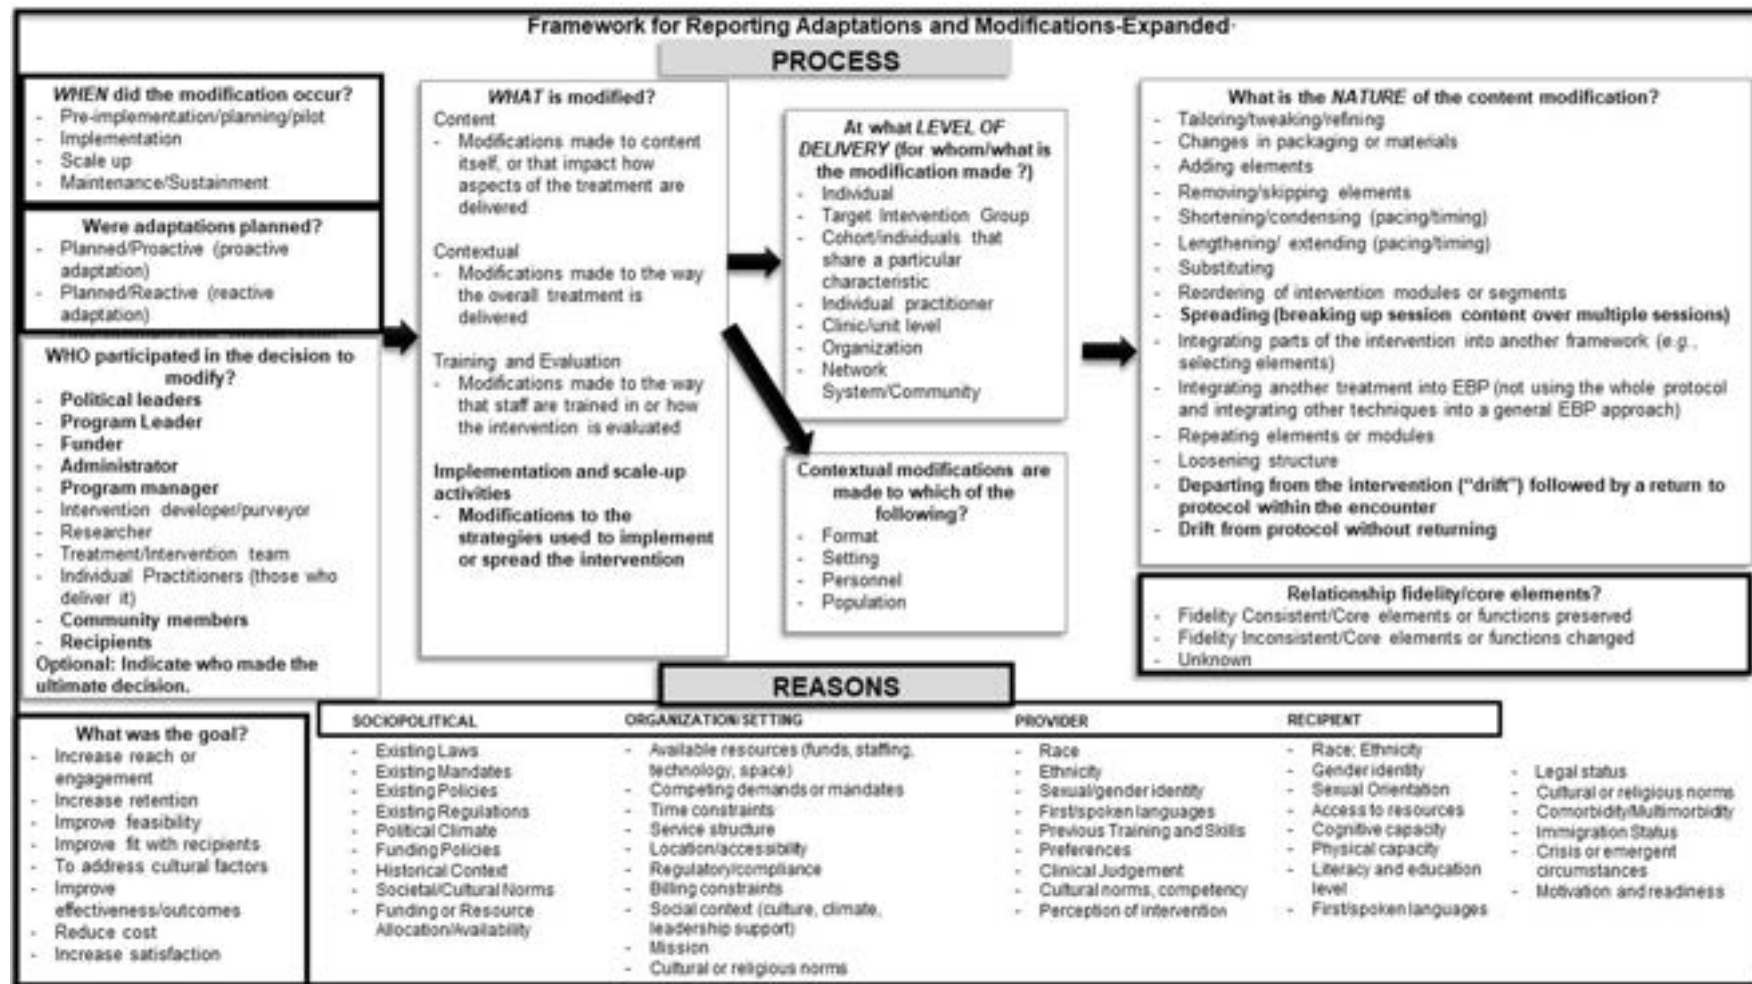 Framework for Reporting Adaptations and Modifications-Expanded
PROCESS
WHEN did the modification occur?
- Pre-implementation/planning/pilot
- Implementation
- Scale up
- Maintenance/Sustainment
Were adaptations planned?
- Planned/Proactive (proactive
adaptation)
- Planned/Reactive (reactive
adaptation)
WHO participated in the decision to
modify?
- Political leaders
- Program Leader
- Funder
- Administrator
- Program manager
- Intervention developer/purveyor
- Researcher
- Treatment/Intervention team
- Individual Practitioners (those who
deliver it)
- Community members
- Recipients
Optional: Indicate who made the
ultimate decision.
WHAT is modified?
Content
- Modifications made to content
itself, or that impact how
aspects of the treatment are
delivered
Contextual
- Modifications made to the way
the overall treatment is
delivered
Training and Evaluation
- Modifications made to the way
that staff are trained in or how
the intervention is evaluated
Implementation and scale-up
activities
- Modifications to the
strategies used to implement
or spread the intervention
At what LEVEL OF
DELIVERY (for whom/what is
the modification made ?)
- Individual
- Target Intervention Group
- Cohort/individuals that
share a particular
characteristic
- Individual practitioner
- Clinic/unit level
- Organization
- Network
System/Community
Contextual modifications are
made to which of the
following?
- Format
- Setting
- Personnel
- Population
What is the NATURE of the content modification?
- Tailoring/tweaking/refining
- Changes in packaging or materials
- Adding elements
- Removing/skipping elements
- Shortening/condensing (pacing/timing)
- Lengthening/ extending (pacing/timing)
- Substituting
- Reordering of intervention modules or segments
- Spreading (breaking up session content over multiple sessions)
- Integrating parts of the intervention into another framework (e.g.,
selecting elements)
- Integrating another treatment into EBP (not using the whole protocol
and integrating other techniques into a general EBP approach)
- Repeating elements or modules
- Loosening structure
- Departing from the intervention (“drift”) followed by a return to
protocol within the encounter
- Drift from protocol without returning
Relationship fidelity/core elements?
- Fidelity Consistent/Core elements or functions preserved
- Fidelity Inconsistent/Core elements or functions changed
- Unknown
REASONS
What was the goal?
- Increase reach or
engagement
- Increase retention
- Improve feasibility
- Improve fit with recipients
- To address cultural factors
- Improve
effectiveness/outcomes
- Reduce cost
- Increase satisfaction
SOCIOPOLITICAL
- Existing Laws
- Existing Mandates
- Existing Policies
- Existing Regulations
- Political Climate
- Funding Policies
- Historical Context
- Societal/Cultural Norms
- Funding or Resource
Allocation/Availability
ORGANIZATION/SETTING
- Available resources (funds, staffing,
technology, space)
- Competing demands or mandates
- Time constraints
- Service structure
- Location/accessibility
- Regulatory/compliance
- Billing constraints
- Social context (culture, climate,
leadership support)
- Mission
- Cultural or religious norms
PROVIDER
- Race
- Ethnicity
- Sexual/gender identity
- First/spoken languages
- Previous Training and Skills
- Preferences
- Clinical Judgement
- Cultural norms, competency
- Perception of intervention
RECIPIENT
- Race; Ethnicity
- Gender identity
- Sexual Orientation
- Access to resources
- Cognitive capacity
- Physical capacity
- Literacy and education
level
- First/spoken languages
- Legal status
- Cultural or religious norms
- Comorbidity/Multimorbidity
- Immigration Status
- Crisis or emergent
circumstances
- Motivation and readiness